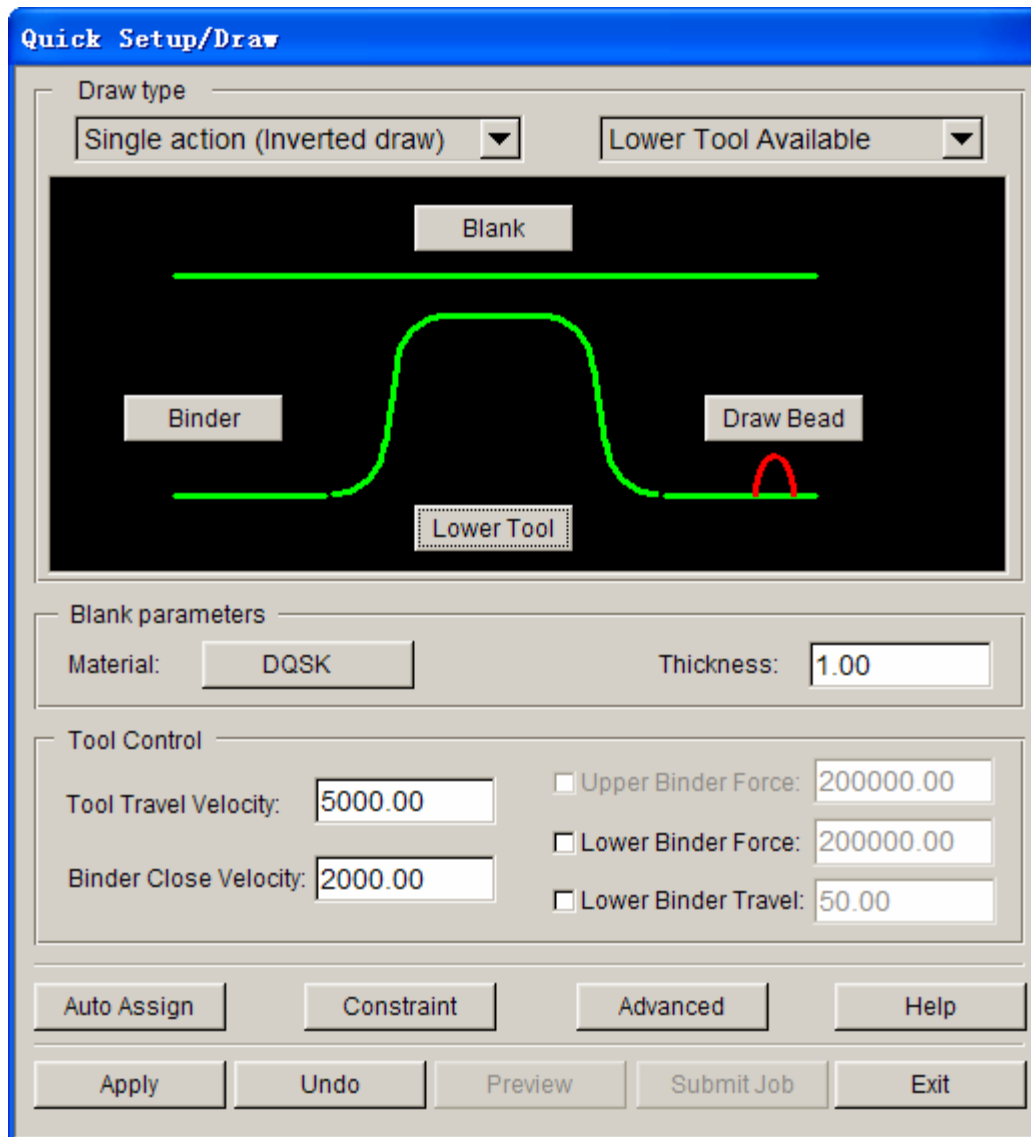 Quick Setup/Draw
Draw type
Single action (Inverted draw)
Lower Tool Available
Blank
Binder
Draw Bead
Lower Tool
Blank parameters
Material:
DQSK
Thickness:
1.00
Tool Control
Tool Travel Velocity:
5000.00
Upper Binder Force:
200000.00
Binder Close Velocity:
2000.00
Lower Binder Force:
200000.00
Lower Binder Travel:
50.00
Auto Assign
Constraint
Advanced
Help
Apply
Undo
Preview
Submit Job
Exit